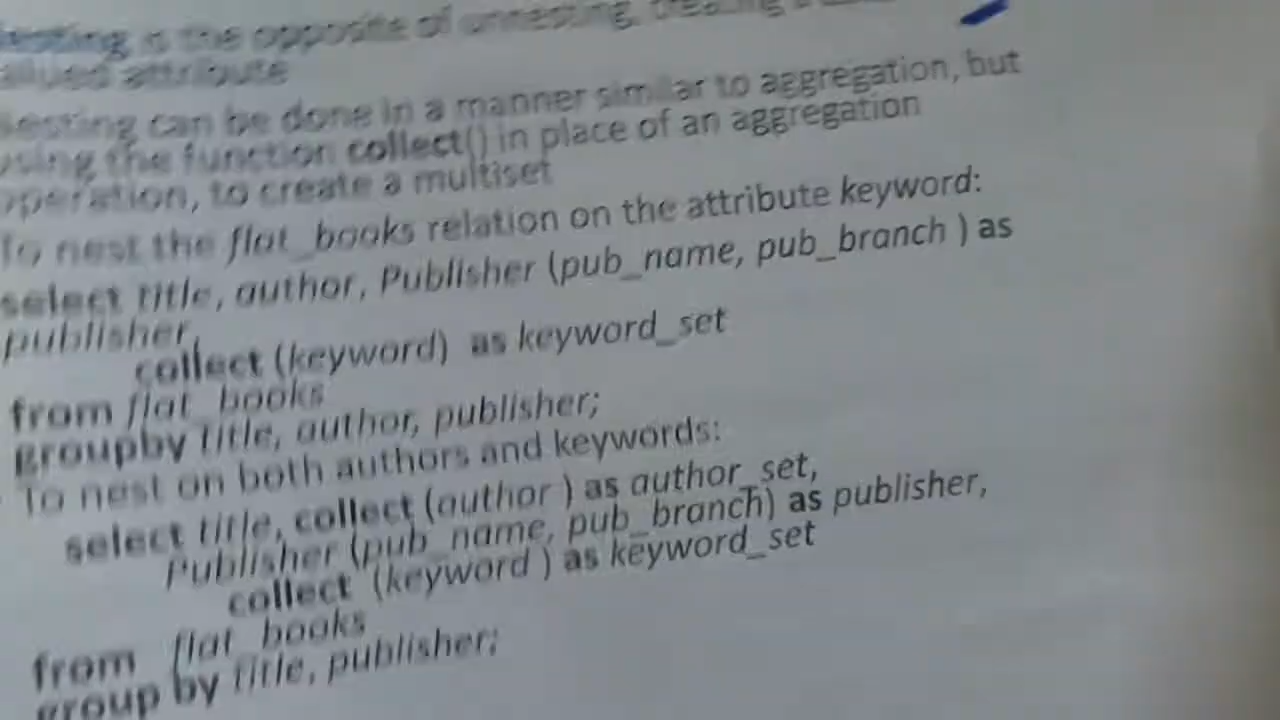 nesting is the opposite of unnesting, creating a
attribute
nesting can be done in a manner similar to aggregation, but
using the function collect() in place of an aggregation
operation, to create a multiset
To nest the flat_books relation on the attribute keyword:
select title, author, Publisher (pub_name, pub_branch ) as
publisher,
collect (keyword) as keyword_set
from flat_books
groupby title, author, publisher;
To nest on both authors and keywords:
select title, collect (author ) as author_set,
Publisher (pub_name, pub_branch) as publisher,
collect (keyword ) as keyword_set
from flat_books
group by title, publisher;